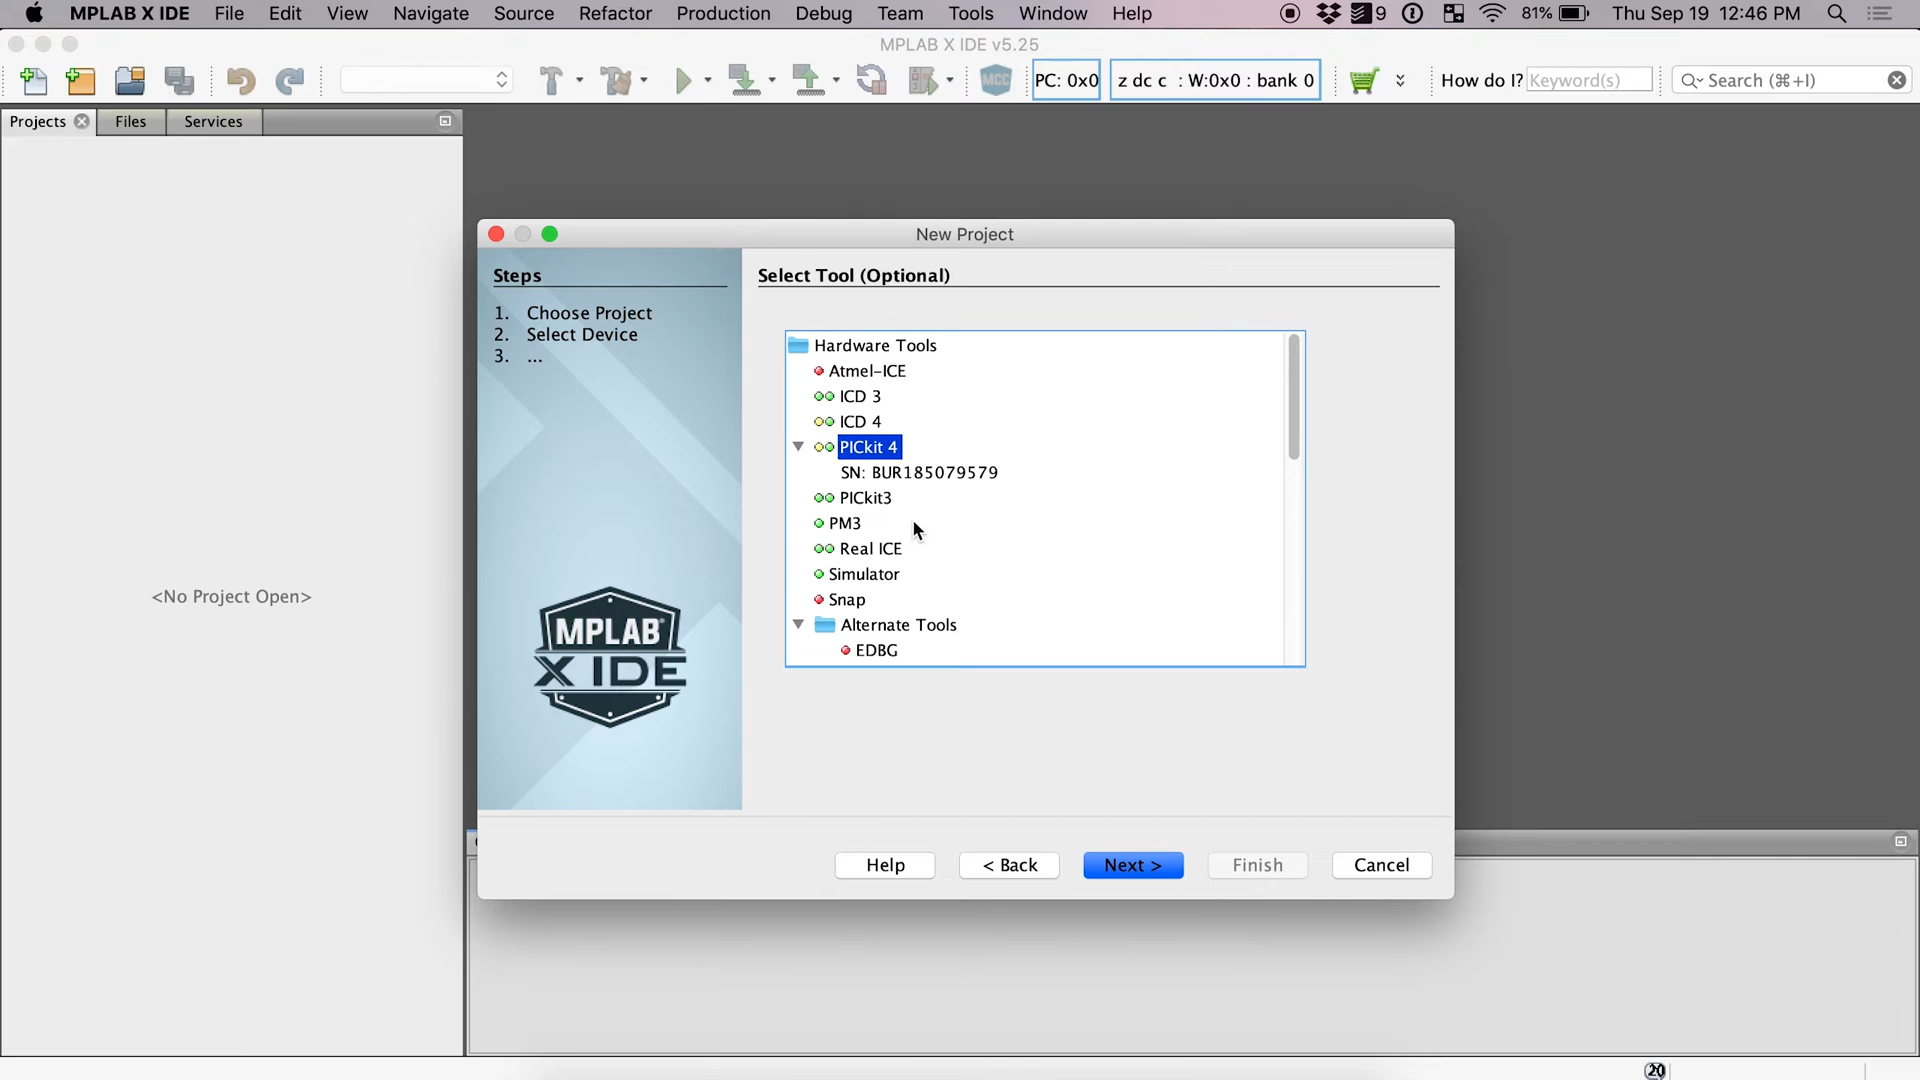 MPLAB X IDE File Edit View Navigate Source Refactor Production Debug Team Tools Window Help 9 81% Thu Sep 19 12:46 PM
MPLAB X IDE v5.25
MCC PC: 0x0 z dc c : W:0x0 : bank 0 How do I? Keyword(s) Search (⌘+I)
Projects Files Services
New Project
Steps
1. Choose Project
2. Select Device
3. ...
Select Tool (Optional)
Hardware Tools
Atmel-ICE
ICD 3
ICD 4
PICkit 4
SN: BUR185079579
PICkit3
PM3
Real ICE
Simulator
Snap
Alternate Tools
EDBG
<No Project Open>
MPLAB®
X IDE
Help < Back Next > Finish Cancel
20